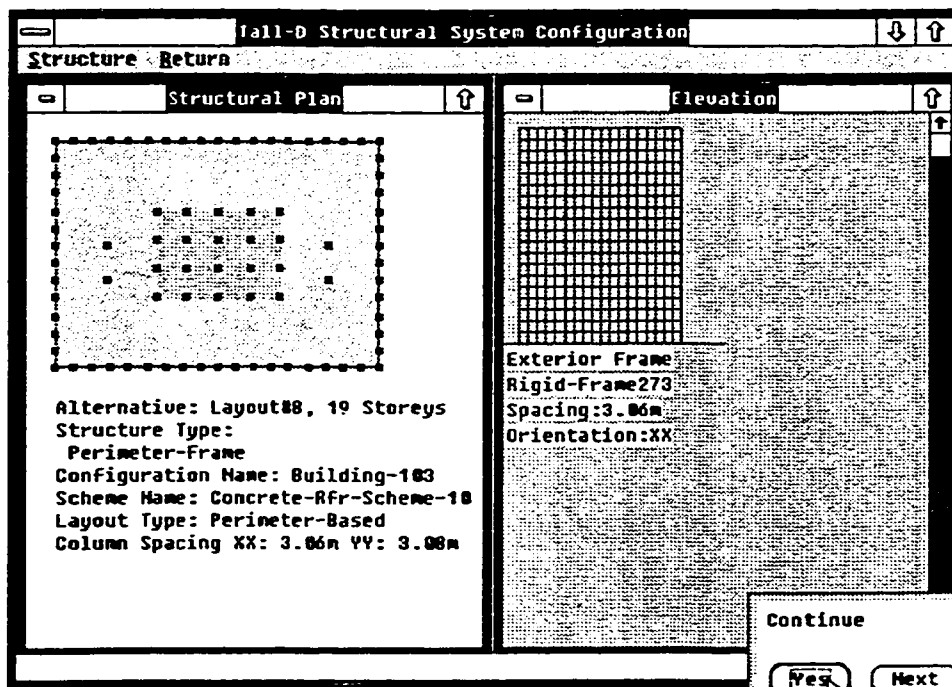 Tall-D Structural System Configuration
Structure Return
Structural Plan
Alternative: Layout#8, 19 Storeys
Structure Type:
Perimeter-Frame
Configuration Name: Building-103
Scheme Name: Concrete-Rfr-Scheme-10
Layout Type: Perimeter-Based
Column Spacing XX: 3.06m YY: 3.08m
Elevation
Exterior Frame
Rigid-Frame273
Spacing:3.06m
Orientation:XX
Continue
Yes Next